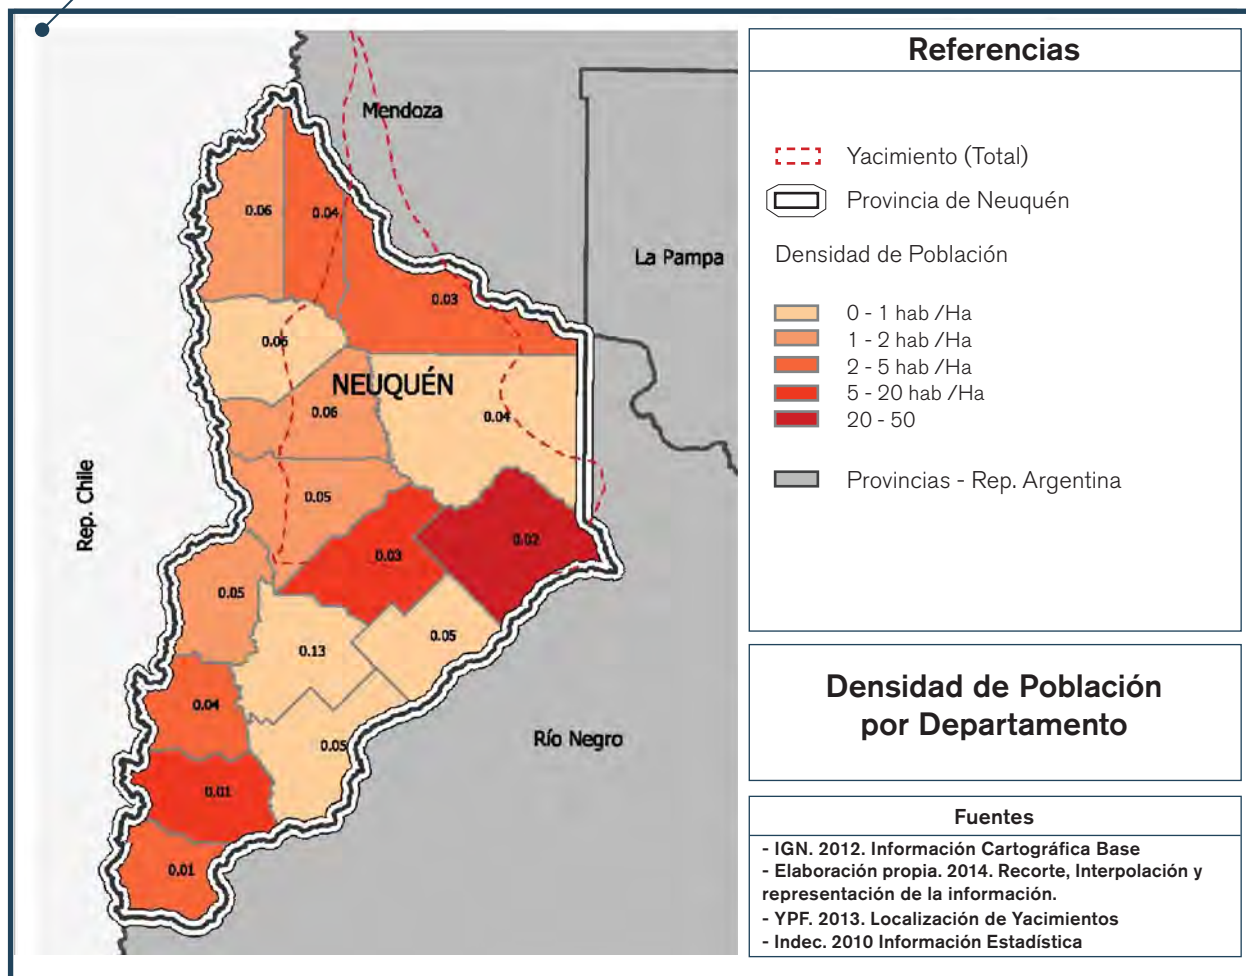 Mendoza
La Pampa
NEUQUÉN
Rep. Chile
Río Negro
0.06
0.04
0.03
0.06
0.06
0.04
0.05
0.03
0.02
0.05
0.13
0.05
0.04
0.05
0.01
0.01
Referencias
Yacimiento (Total)
Provincia de Neuquén
Densidad de Población
0 - 1 hab /Ha
1 - 2 hab /Ha
2 - 5 hab /Ha
5 - 20 hab /Ha
20 - 50
Provincias - Rep. Argentina
Densidad de Población
por Departamento
Fuentes
- IGN. 2012. Información Cartográfica Base
- Elaboración propia. 2014. Recorte, Interpolación y
representación de la información.
- YPF. 2013. Localización de Yacimientos
- Indec. 2010 Información Estadística